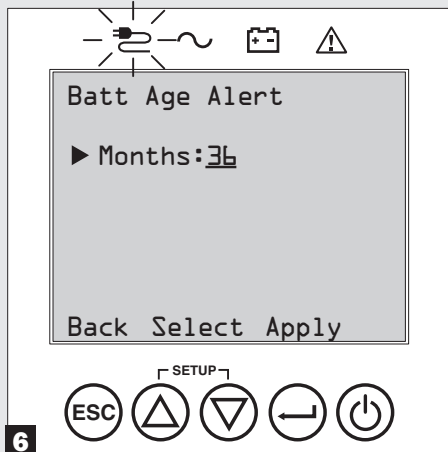 Batt Age Alert
▶ Months:36
Back Select Apply
SETUP
ESC
6